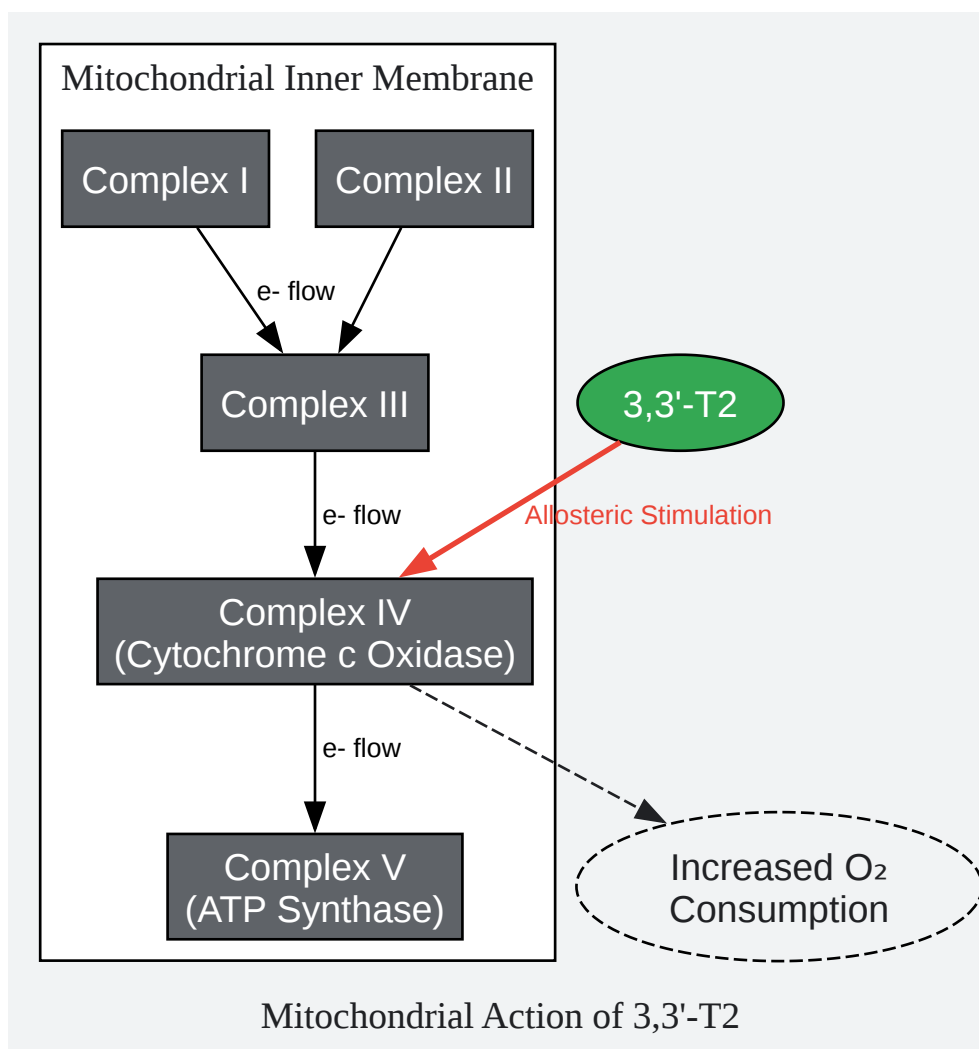 Mitochondrial Inner Membrane
Complex I
Complex II
e- flow
Complex III
3,3'-T2
e- flow
Allosteric Stimulation
Complex IV
(Cytochrome c Oxidase)
e- flow
Complex V
(ATP Synthase)
Increased O₂
Consumption
Mitochondrial Action of 3,3'-T2